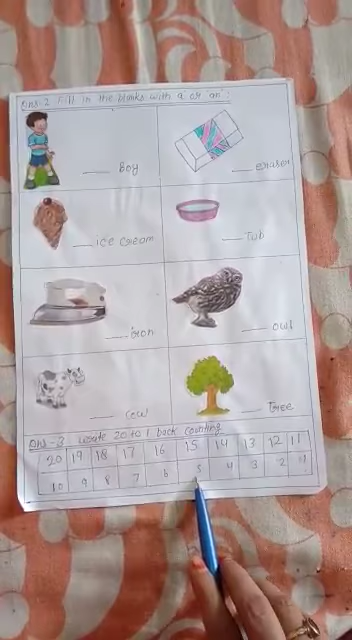 Qns-2 Fill in the blanks with 'a' or 'an':
___ Boy ___ eraser
___ ice cream ___ Tub
___ iron ___ owl
___ cow ___ Tree
Qns-3 write 20 to 1 back counting
20 19 18 17 16 15 14 13 12 11
10 9 8 7 6 5 4 3 2 1